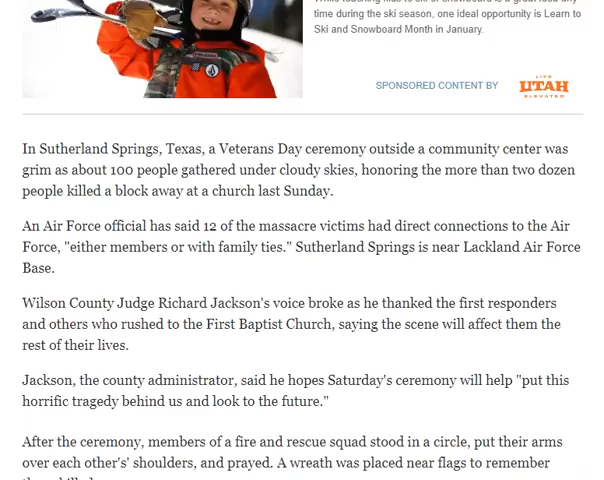 time during the ski season, one ideal opportunity is Learn to
Ski and Snowboard Month in January.
SPONSORED CONTENT BY
LIFE
UTAH
ELEVATED
In Sutherland Springs, Texas, a Veterans Day ceremony outside a community center was
grim as about 100 people gathered under cloudy skies, honoring the more than two dozen
people killed a block away at a church last Sunday.
An Air Force official has said 12 of the massacre victims had direct connections to the Air
Force, "either members or with family ties." Sutherland Springs is near Lackland Air Force
Base.
Wilson County Judge Richard Jackson's voice broke as he thanked the first responders
and others who rushed to the First Baptist Church, saying the scene will affect them the
rest of their lives.
Jackson, the county administrator, said he hopes Saturday's ceremony will help "put this
horrific tragedy behind us and look to the future."
After the ceremony, members of a fire and rescue squad stood in a circle, put their arms
over each other's' shoulders, and prayed. A wreath was placed near flags to remember